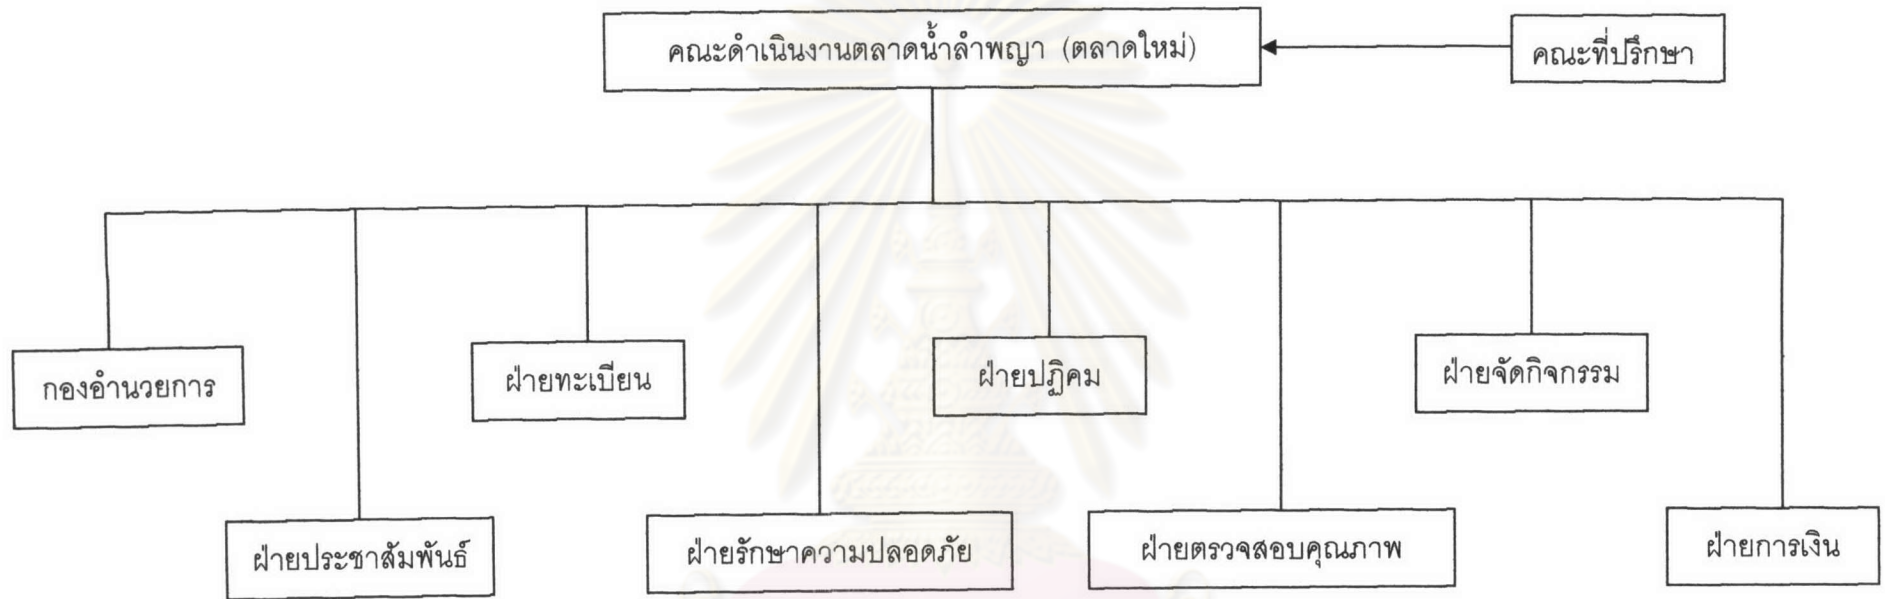 คณะดำเนินงานตลาดน้ำลำพญา (ตลาดใหม่)
คณะที่ปรึกษา
กองอำนวยการ
ฝ่ายทะเบียน
ฝ่ายปฏิคม
ฝ่ายจัดกิจกรรม
ฝ่ายประชาสัมพันธ์
ฝ่ายรักษาความปลอดภัย
ฝ่ายตรวจสอบคุณภาพ
ฝ่ายการเงิน